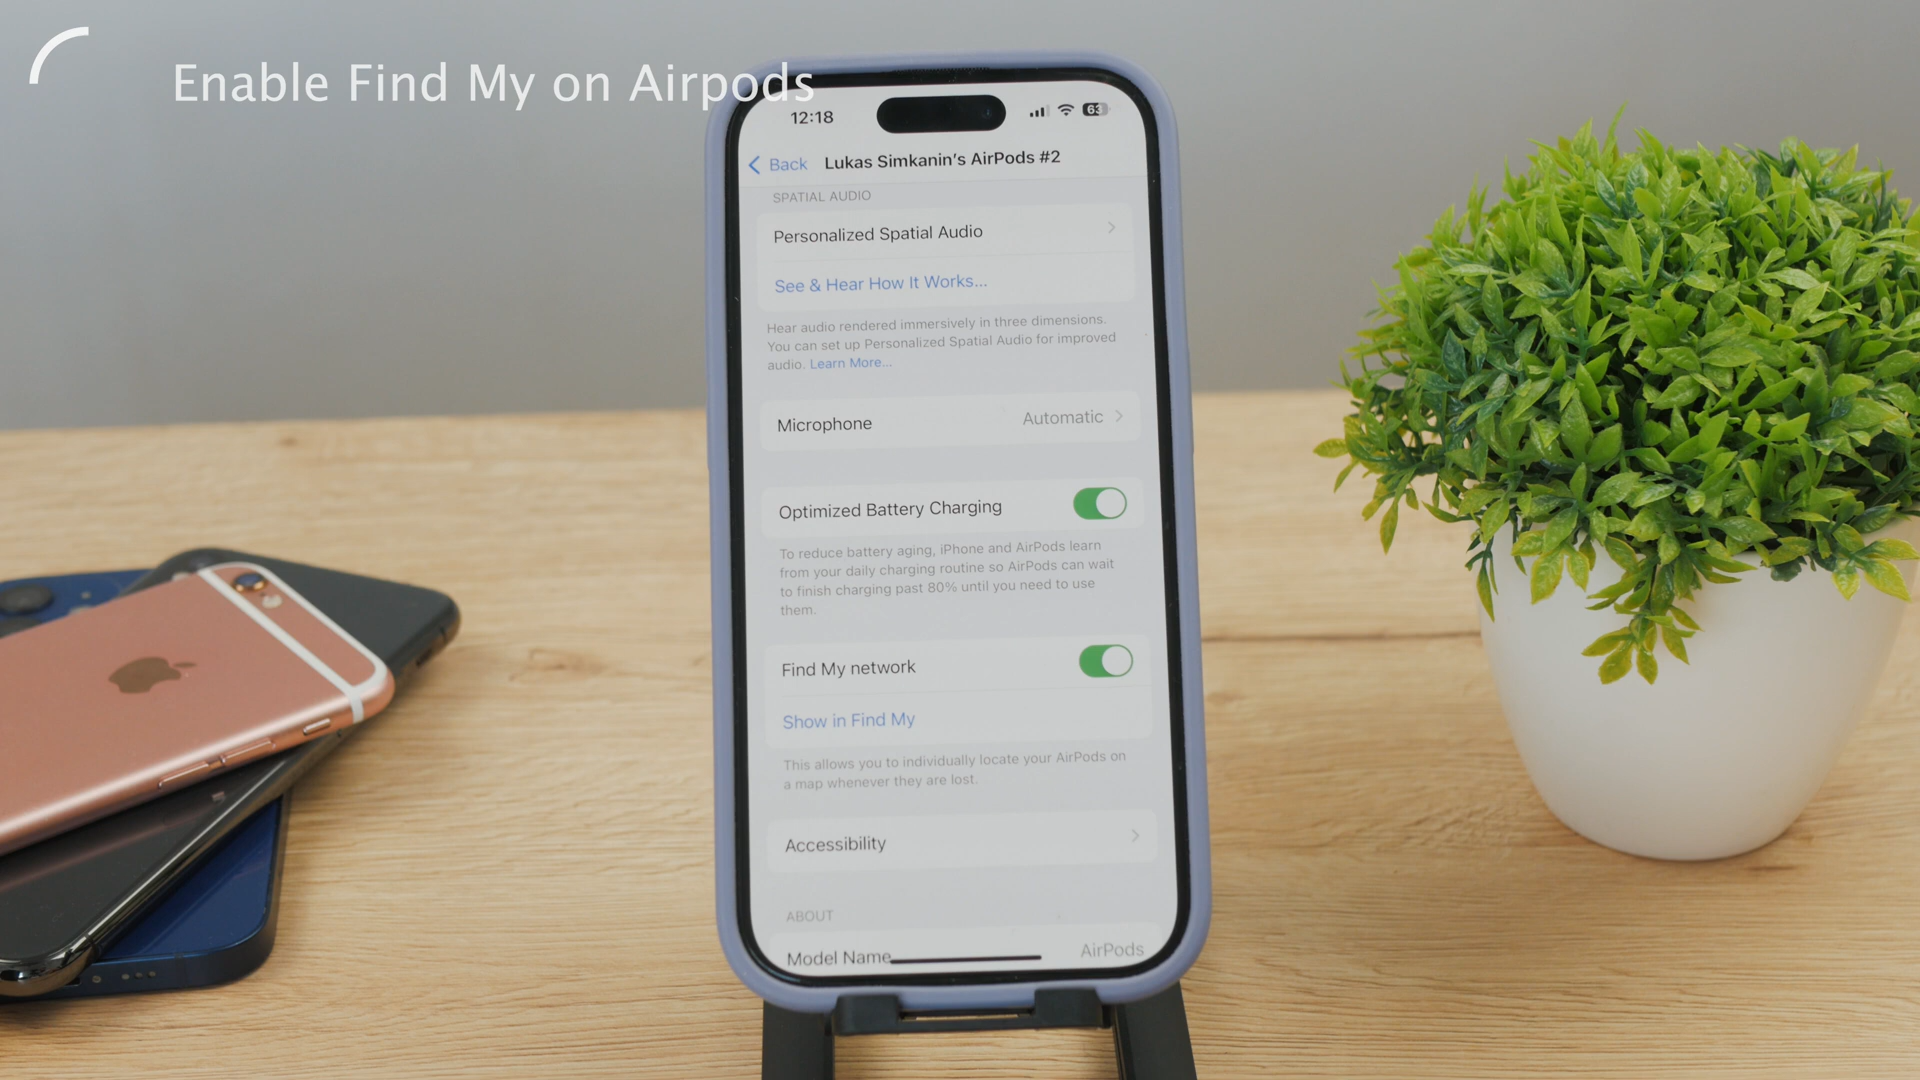 Enable Find My on Airpods
12:18
63
Back
Lukas Simkanin's AirPods #2
SPATIAL AUDIO
Personalized Spatial Audio
See & Hear How It Works...
Hear audio rendered immersively in three dimensions.
You can set up Personalized Spatial Audio for improved
audio. Learn More...
Microphone
Automatic
Optimized Battery Charging
To reduce battery aging, iPhone and AirPods learn
from your daily charging routine so AirPods can wait
to finish charging past 80% until you need to use
them.
Find My network
Show in Find My
This allows you to individually locate your AirPods on
a map whenever they are lost.
Accessibility
ABOUT
Model Name
AirPods